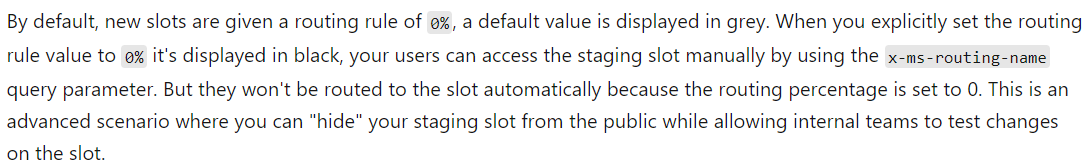 By default, new slots are given a routing rule of 0%, a default value is displayed in grey. When you explicitly set the routing
rule value to 0% it's displayed in black, your users can access the staging slot manually by using the x-ms-routing-name
query parameter. But they won't be routed to the slot automatically because the routing percentage is set to 0. This is an
advanced scenario where you can "hide" your staging slot from the public while allowing internal teams to test changes
on the slot.